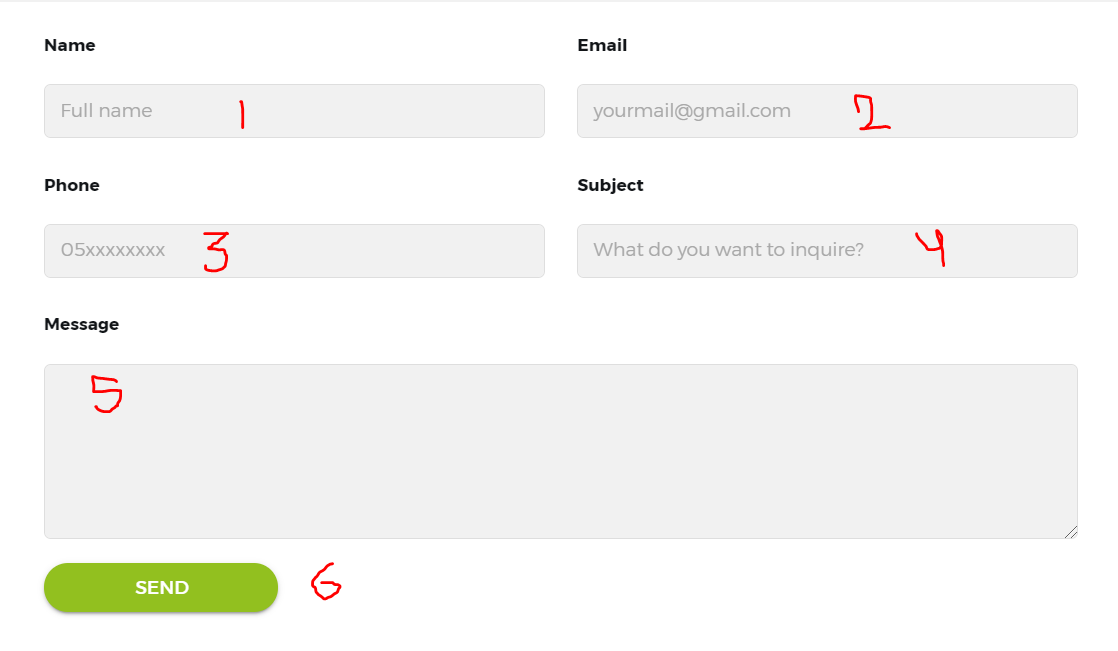 Name Email
Full name 1 yourmail@gmail.com 2
Phone Subject
05xxxxxxxx 3 What do you want to inquire? 4
Message
5
SEND 6